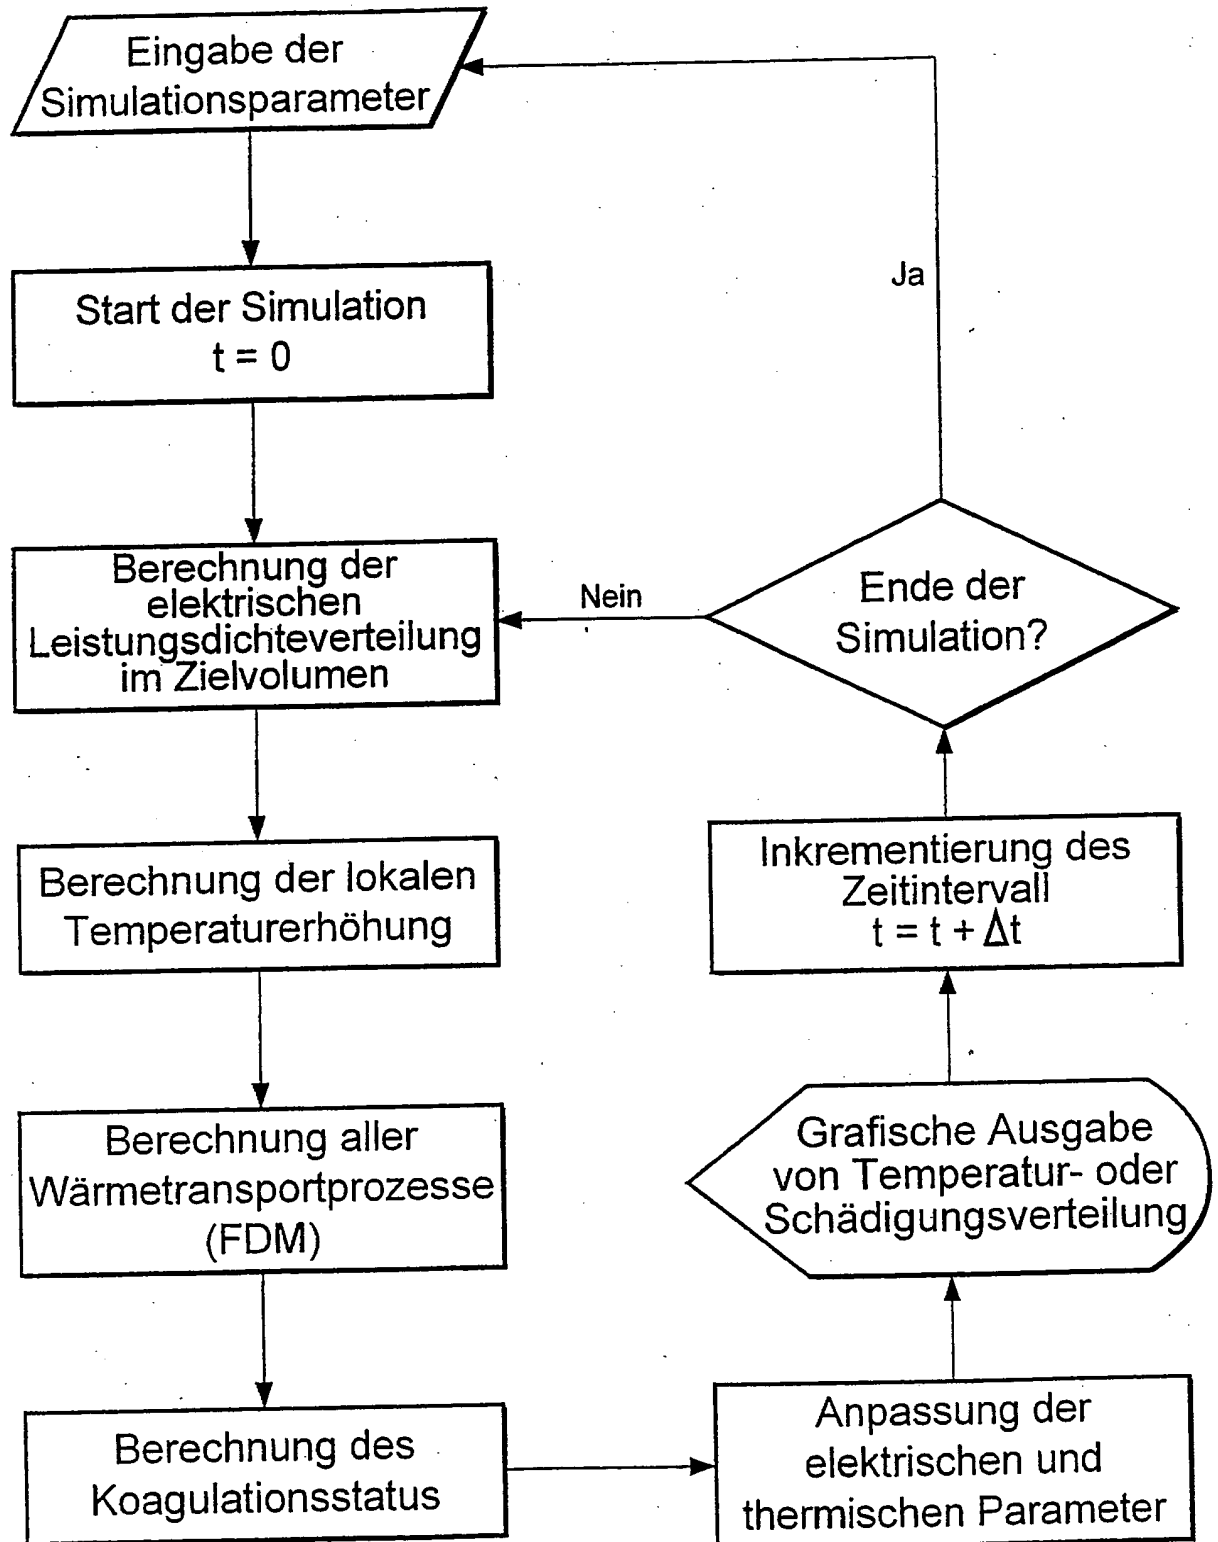 Eingabe der
Simulationsparameter
Start der Simulation
t = 0
Berechnung der
elektrischen
Leistungsdichteverteilung
im Zielvolumen
Berechnung der lokalen
Temperaturerhöhung
Berechnung aller
Wärmetransportprozesse
(FDM)
Berechnung des
Koagulationsstatus
Anpassung der
elektrischen und
thermischen Parameter
Grafische Ausgabe
von Temperatur- oder
Schädigungsverteilung
Inkrementierung des
Zeitintervall
t = t + Δt
Ende der
Simulation?
Nein
Ja